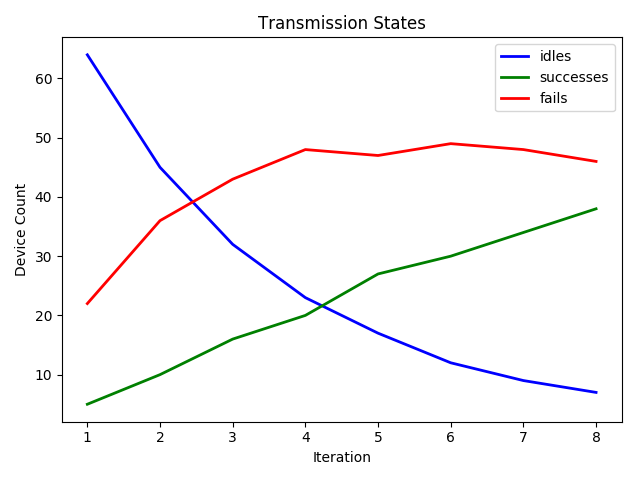 Transmission States
idles
successes
fails
Device Count
60
50
40
30
20
10
1 2 3 4 5 6 7 8
Iteration